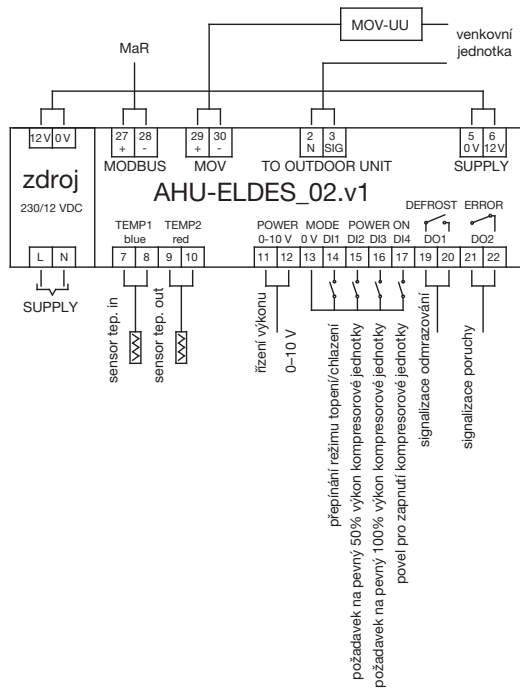 MOV-UU
venkovní
jednotka
MaR
12 V 0 V
27 28
+ -
MODBUS
29 30
+ -
MOV
2 3
N SIG
TO OUTDOOR UNIT
5 6
0 V 12 V
SUPPLY
zdroj
230/12 VDC
AHU-ELDES_02.v1
L N
SUPPLY
TEMP1 TEMP2
blue red
7 8 9 10
POWER MODE POWER ON
0-10 V 0 V DI1 DI2 DI3 DI4
11 12 13 14 15 16 17
DEFROST ERROR
DO1 DO2
19 20 21 22
sensor tep. in
sensor tep. out
řízení výkonu
0–10 V
přepínání režimu topení/chlazení
požadavek na pevný 50% výkon kompresorové jednotky
požadavek na pevný 100% výkon kompresorové jednotky
povel pro zapnutí kompresorové jednotky
signalizace odmrazování
signalizace poruchy